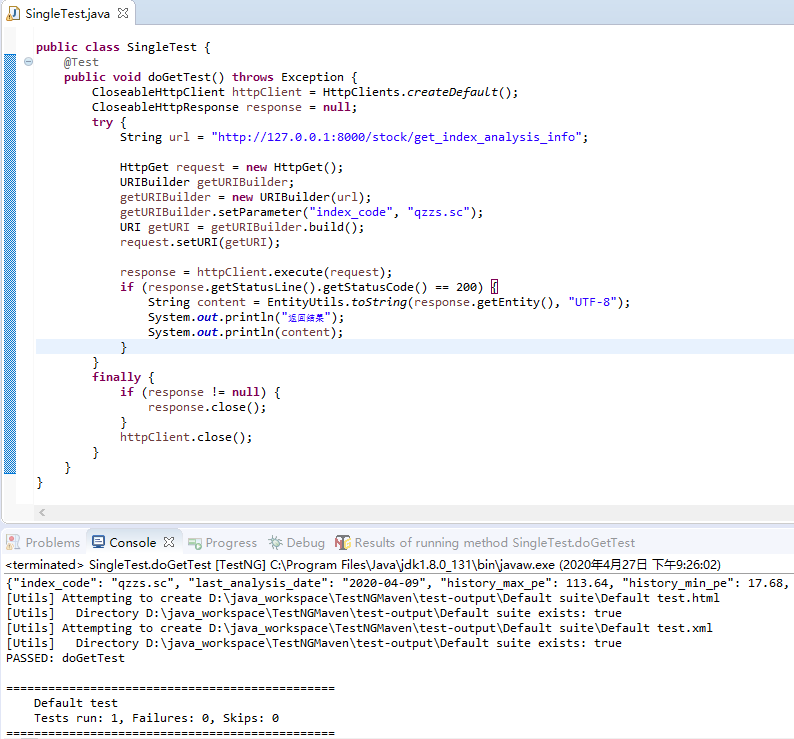 SingleTest.java
public class SingleTest {
@Test
public void doGetTest() throws Exception {
CloseableHttpClient httpClient = HttpClients.createDefault();
CloseableHttpResponse response = null;
try {
String url = "http://127.0.0.1:8000/stock/get_index_analysis_info";
HttpGet request = new HttpGet();
URIBuilder getURIBuilder;
getURIBuilder = new URIBuilder(url);
getURIBuilder.setParameter("index_code", "qzzs.sc");
URI getURI = getURIBuilder.build();
request.setURI(getURI);
response = httpClient.execute(request);
if (response.getStatusLine().getStatusCode() == 200) {
String content = EntityUtils.toString(response.getEntity(), "UTF-8");
System.out.println("返回结果");
System.out.println(content);
}
}
finally {
if (response != null) {
response.close();
}
httpClient.close();
}
}
}
Problems Console Progress Debug Results of running method SingleTest.doGetTest
<terminated> SingleTest.doGetTest [TestNG] C:\Program Files\Java\jdk1.8.0_131\bin\javaw.exe (2020年4月27日 下午9:26:02)
{"index_code": "qzzs.sc", "last_analysis_date": "2020-04-09", "history_max_pe": 113.64, "history_min_pe": 17.68,
[Utils] Attempting to create D:\java_workspace\TestNGMaven\test-output\Default suite\Default test.html
[Utils]   Directory D:\java_workspace\TestNGMaven\test-output\Default suite exists: true
[Utils] Attempting to create D:\java_workspace\TestNGMaven\test-output\Default suite\Default test.xml
[Utils]   Directory D:\java_workspace\TestNGMaven\test-output\Default suite exists: true
PASSED: doGetTest
===============================================
Default test
Tests run: 1, Failures: 0, Skips: 0
===============================================